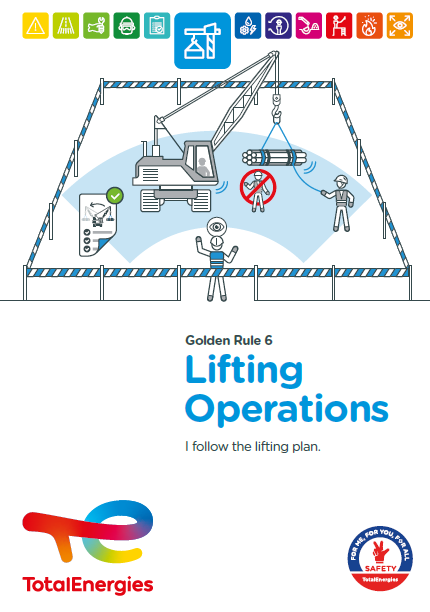 Golden Rule 6
Lifting
Operations
I follow the lifting plan.
TotalEnergies
FOR ME, FOR YOU, FOR ALL
SAFETY
TotalEnergies